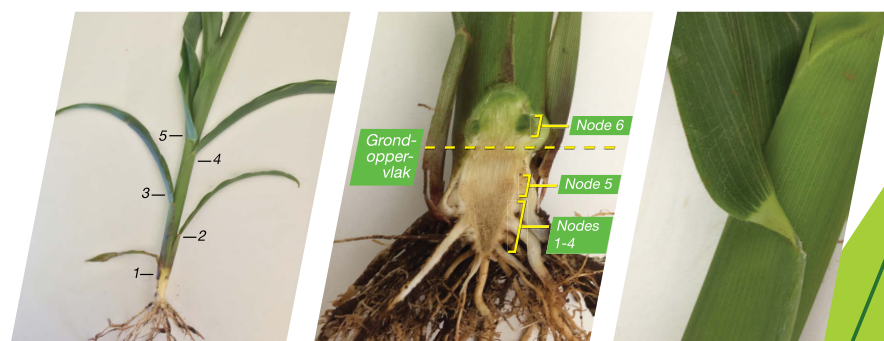 5
4
3
2
1
Grond-
opper-
vlak
Node 6
Node 5
Nodes
1-4